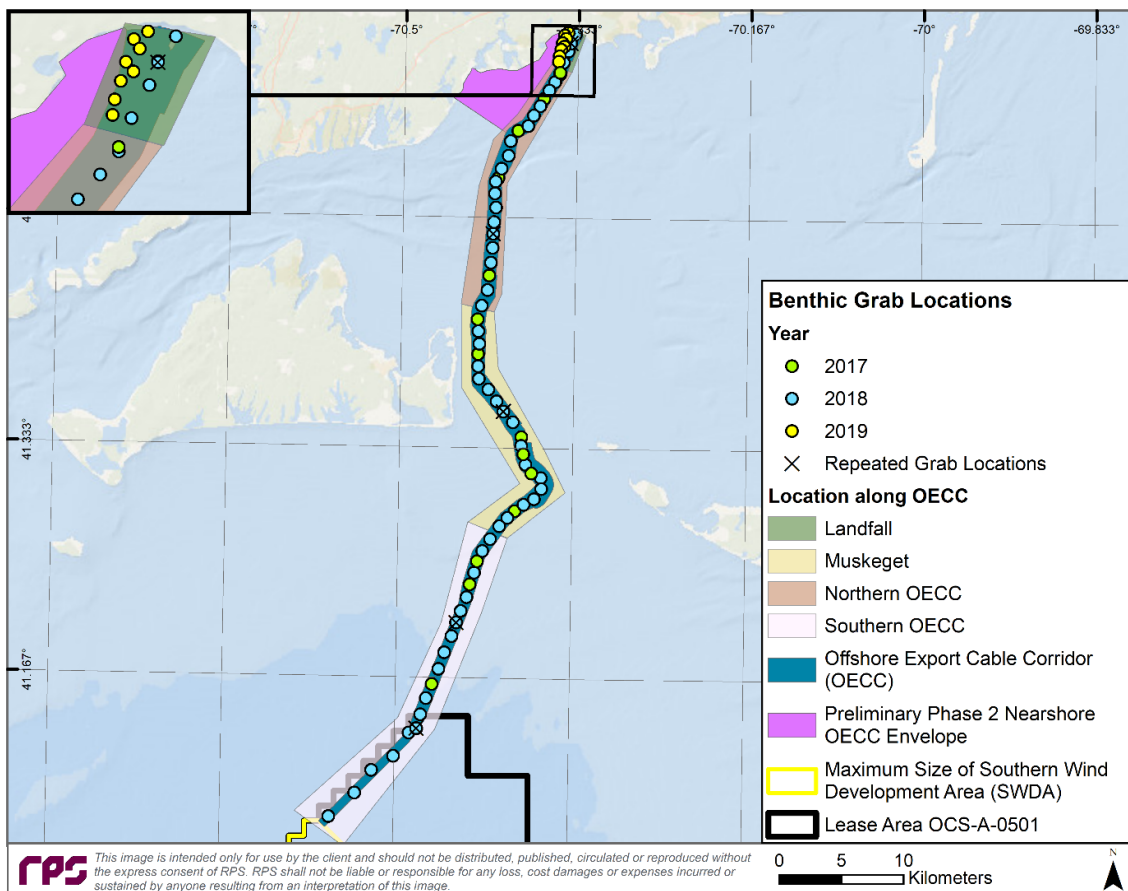 -70.5°
-70.333°
-70.167°
-70°
-69.833°
41.333°
41.167°
Benthic Grab Locations
Year
2017
2018
2019
Repeated Grab Locations
Location along OECC
Landfall
Muskeget
Northern OECC
Southern OECC
Offshore Export Cable Corridor
(OECC)
Preliminary Phase 2 Nearshore
OECC Envelope
Maximum Size of Southern Wind
Development Area (SWDA)
Lease Area OCS-A-0501
rps
This image is intended only for use by the client and should not be distributed, published, circulated or reproduced without
the express consent of RPS. RPS shall not be liable or responsible for any loss, cost damages or expenses incurred or
sustained by anyone resulting from an interpretation of this image.
0 5 10
Kilometers
N